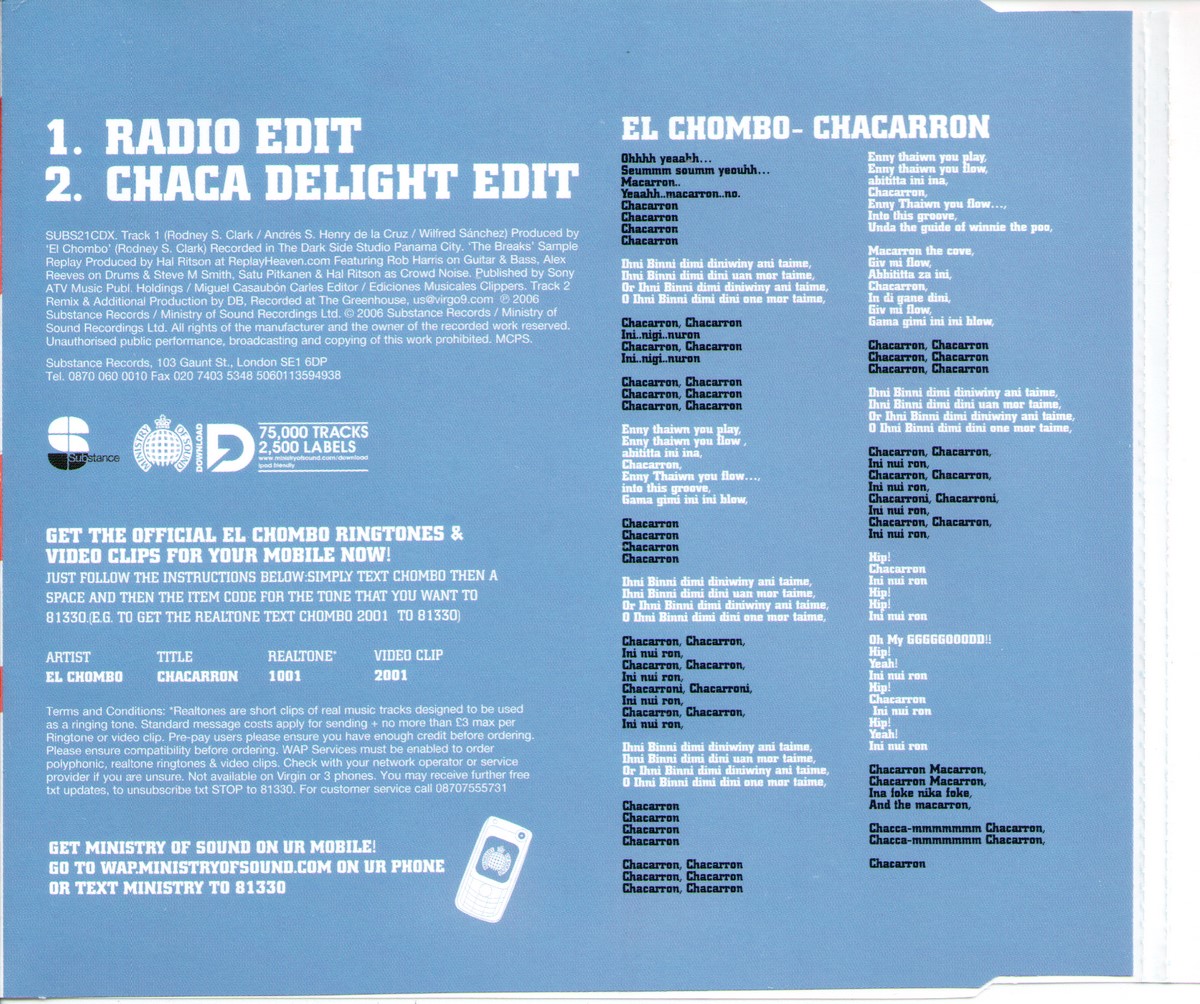 1. RADIO EDIT
2. CHACA DELIGHT EDIT
SUBS21CDX. Track 1 (Rodney S. Clark / Andrés S. Henry de la Cruz / Wilfred Sánchez) Produced by
'El Chombo' (Rodney S. Clark) Recorded in The Dark Side Studio Panama City. 'The Breaks' Sample
Replay Produced by Hal Ritson at ReplayHeaven.com Featuring Rob Harris on Guitar & Bass, Alex
Reeves on Drums & Steve M Smith, Satu Pitkanen & Hal Ritson as Crowd Noise. Published by Sony
ATV Music Publ. Holdings / Miguel Casaubón Carles Editor / Ediciones Musicales Clippers. Track 2
Remix & Additional Production by DB, Recorded at The Greenhouse, us@virgo9.com ℗ 2006
Substance Records / Ministry of Sound Recordings Ltd. © 2006 Substance Records / Ministry of
Sound Recordings Ltd. All rights of the manufacturer and the owner of the recorded work reserved.
Unauthorised public performance, broadcasting and copying of this work prohibited. MCPS.
Substance Records, 103 Gaunt St., London SE1 6DP
Tel. 0870 060 0010 Fax 020 7403 5348 5060113594938
Substance
MINISTRY OF SOUND
DOWNLOAD
75,000 TRACKS
2,500 LABELS
www.ministryofsound.com/download
ipod friendly
GET THE OFFICIAL EL CHOMBO RINGTONES &
VIDEO CLIPS FOR YOUR MOBILE NOW!
JUST FOLLOW THE INSTRUCTIONS BELOW:SIMPLY TEXT CHOMBO THEN A
SPACE AND THEN THE ITEM CODE FOR THE TONE THAT YOU WANT TO
81330.(E.G. TO GET THE REALTONE TEXT CHOMBO 2001 TO 81330)
ARTIST TITLE REALTONE* VIDEO CLIP
EL CHOMBO CHACARRON 1001 2001
Terms and Conditions: *Realtones are short clips of real music tracks designed to be used
as a ringing tone. Standard message costs apply for sending + no more than £3 max per
Ringtone or video clip. Pre-pay users please ensure you have enough credit before ordering.
Please ensure compatibility before ordering. WAP Services must be enabled to order
polyphonic, realtone ringtones & video clips. Check with your network operator or service
provider if you are unsure. Not available on Virgin or 3 phones. You may receive further free
txt updates, to unsubscribe txt STOP to 81330. For customer service call 08707555731
GET MINISTRY OF SOUND ON UR MOBILE!
GO TO WAP.MINISTRYOFSOUND.COM ON UR PHONE
OR TEXT MINISTRY TO 81330
EL CHOMBO- CHACARRON
Ohhhh yeaahh...
Seummm soumm yeouhh...
Macarron..
Yeaahh..macarron..no.
Chacarron
Chacarron
Chacarron
Chacarron
Ihni Binni dimi diniwiny ani taime,
Ihni Binni dimi dini uan mor taime,
Or Ihni Binni dimi diniwiny ani taime,
O Ihni Binni dimi dini one mor taime,
Chacarron, Chacarron
Ini..nigi..nuron
Chacarron, Chacarron
Ini..nigi..nuron
Chacarron, Chacarron
Chacarron, Chacarron
Chacarron, Chacarron
Enny thaiwn you play,
Enny thaiwn you flow ,
abititta ini ina,
Chacarron,
Enny Thaiwn you flow...,
into this groove,
Gama gimi ini ini blow,
Chacarron
Chacarron
Chacarron
Chacarron
Ihni Binni dimi diniwiny ani taime,
Ihni Binni dimi dini uan mor taime,
Or Ihni Binni dimi diniwiny ani taime,
O Ihni Binni dimi dini one mor taime,
Chacarron, Chacarron,
Ini nui ron,
Chacarron, Chacarron,
Ini nui ron,
Chacarroni, Chacarroni,
Ini nui ron,
Chacarron, Chacarron,
Ini nui ron,
Ihni Binni dimi diniwiny ani taime,
Ihni Binni dimi dini uan mor taime,
Or Ihni Binni dimi diniwiny ani taime,
O Ihni Binni dimi dini one mor taime,
Chacarron
Chacarron
Chacarron
Chacarron
Chacarron, Chacarron
Chacarron, Chacarron
Chacarron, Chacarron
Enny thaiwn you play,
Enny thaiwn you flow,
abititta ini ina,
Chacarron,
Enny Thaiwn you flow...,
Into this groove,
Unda the guide of winnie the poo,
Macarron the cove,
Giv mi flow,
Abbititta za ini,
Chacarron,
In di gane dini,
Giv mi flow,
Gama gimi ini ini blow,
Chacarron, Chacarron
Chacarron, Chacarron
Chacarron, Chacarron
Ihni Binni dimi diniwiny ani taime,
Ihni Binni dimi dini uan mor taime,
Or Ihni Binni dimi diniwiny ani taime,
O Ihni Binni dimi dini one mor taime,
Chacarron, Chacarron,
Ini nui ron,
Chacarron, Chacarron,
Ini nui ron,
Chacarroni, Chacarroni,
Ini nui ron,
Chacarron, Chacarron,
Ini nui ron,
Hip!
Chacarron
Ini nui ron
Hip!
Hip!
Ini nui ron
Oh My GGGGGOOODD!!
Hip!
Yeah!
Ini nui ron
Hip!
Chacarron
Ini nui ron
Hip!
Yeah!
Ini nui ron
Chacarron Macarron,
Chacarron Macarron,
Ina foke nika foke,
And the macarron,
Chacca-mmmmmmm Chacarron,
Chacca-mmmmmmm Chacarron,
Chacarron